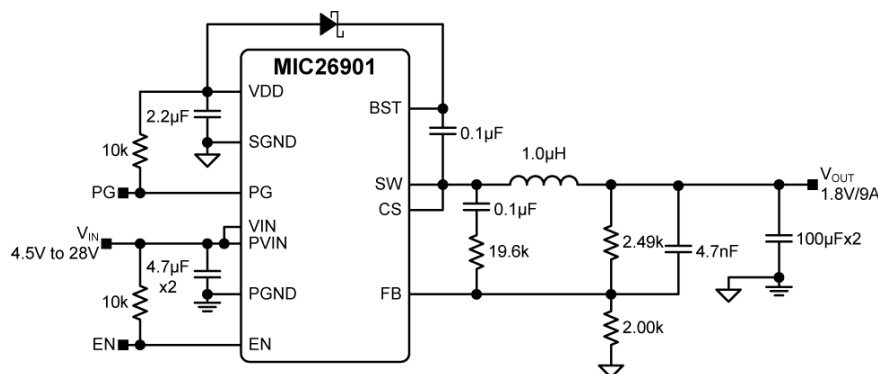 MIC26901
VDD
2.2µF
BST
SGND
0.1µF
10k
1.0µH
PG
PG
SW
VOUT
1.8V/9A
CS
0.1µF
VIN
VIN
4.5V to 28V
PVIN
19.6k
2.49k
4.7nF
100µFx2
4.7µF
x2
10k
PGND
FB
2.00k
EN
EN